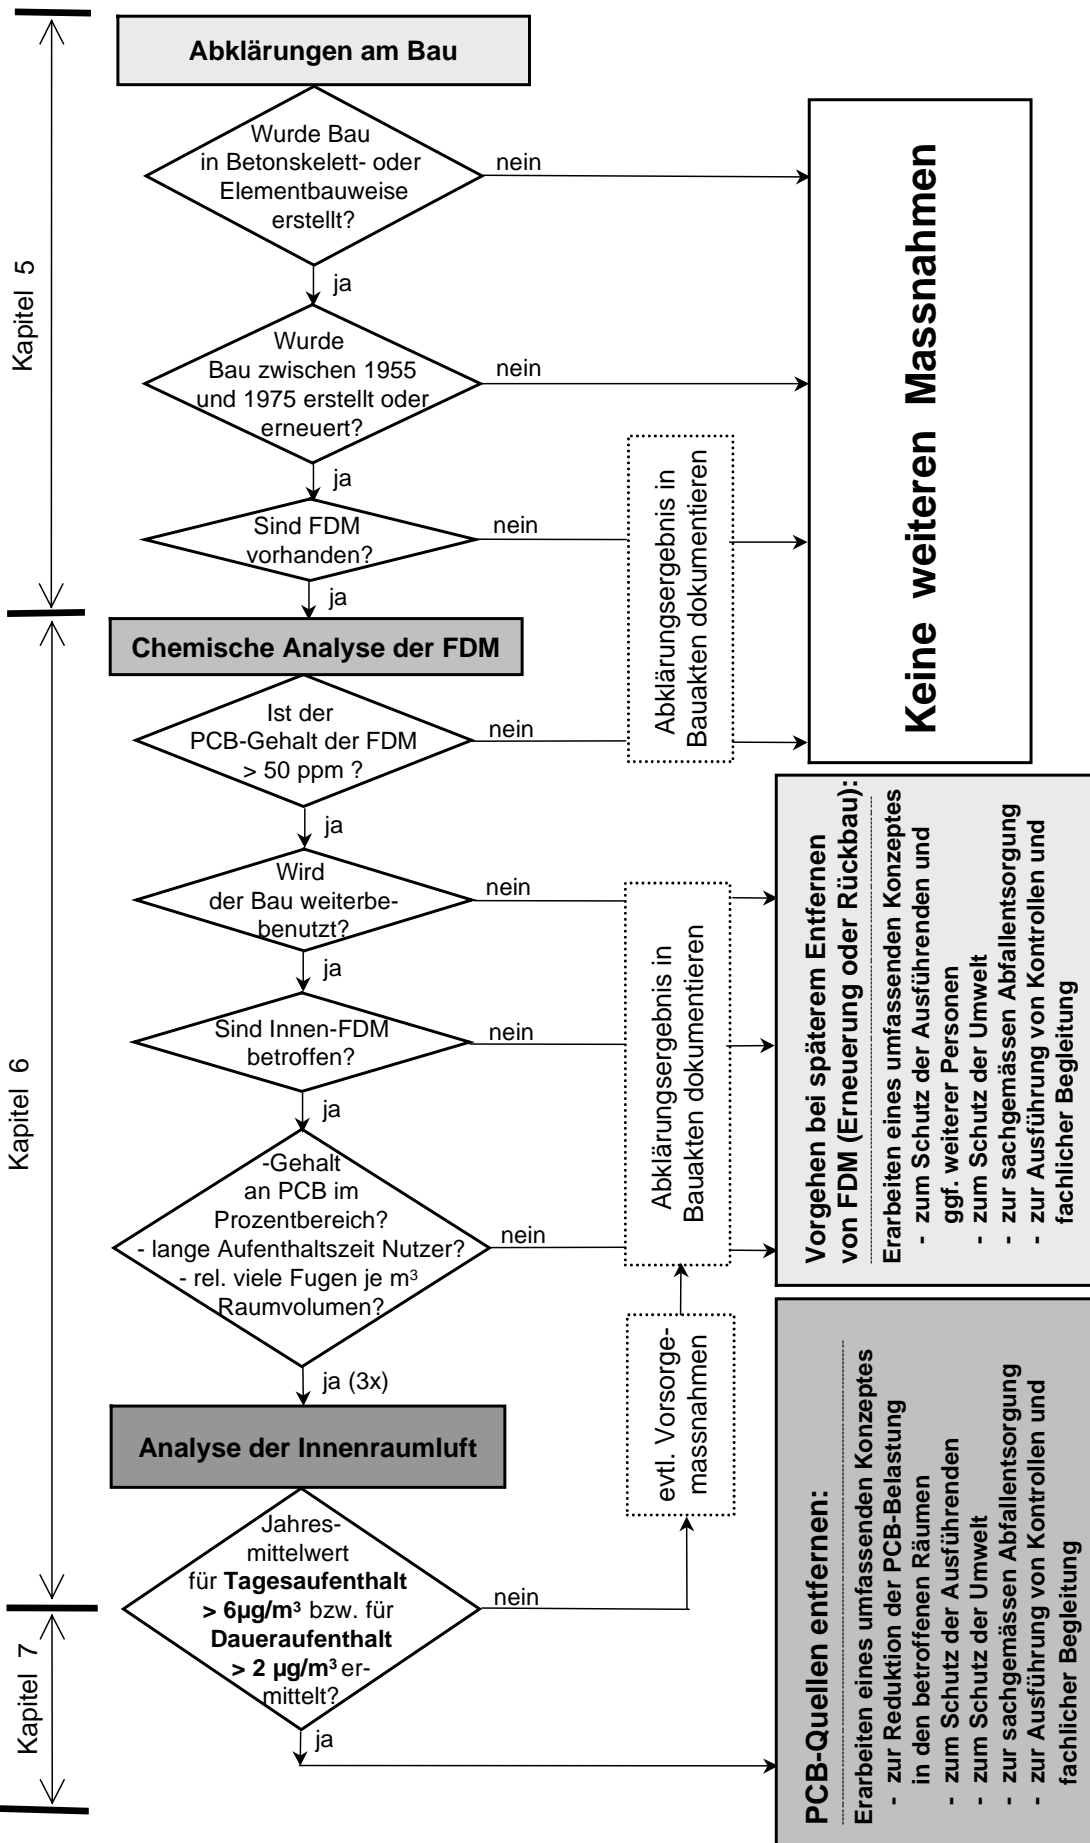 Kapitel 5
Abklärungen am Bau
Wurde Bau
in Betonskelett- oder
Elementbauweise
erstellt?
nein
ja
Wurde
Bau zwischen 1955
und 1975 erstellt oder
erneuert?
nein
ja
Sind FDM
vorhanden?
nein
ja
Abklärungsergebnis in
Bauakten dokumentieren
Keine weiteren Massnahmen
Kapitel 6
Chemische Analyse der FDM
Ist der
PCB-Gehalt der FDM
> 50 ppm ?
nein
ja
Wird
der Bau weiterbe-
benutzt?
nein
ja
Sind Innen-FDM
betroffen?
nein
ja
-Gehalt
an PCB im
Prozentbereich?
- lange Aufenthaltszeit Nutzer?
- rel. viele Fugen je m³
Raumvolumen?
nein
ja (3x)
Abklärungsergebnis in
Bauakten dokumentieren
Vorgehen bei späterem Entfernen
von FDM (Erneuerung oder Rückbau):
Erarbeiten eines umfassenden Konzeptes
- zum Schutz der Ausführenden und
ggf. weiterer Personen
- zum Schutz der Umwelt
- zur sachgemässen Abfallentsorgung
- zur Ausführung von Kontrollen und
fachlicher Begleitung
Analyse der Innenraumluft
evtl. Vorsorge-
massnahmen
Kapitel 7
Jahres-
mittelwert
für Tagesaufenthalt
> 6µg/m³ bzw. für
Daueraufenthalt
> 2 µg/m³ er-
mittelt?
nein
ja
PCB-Quellen entfernen:
Erarbeiten eines umfassenden Konzeptes
- zur Reduktion der PCB-Belastung
in den betroffenen Räumen
- zum Schutz der Ausführenden
- zum Schutz der Umwelt
- zur sachgemässen Abfallentsorgung
- zur Ausführung von Kontrollen und
fachlicher Begleitung